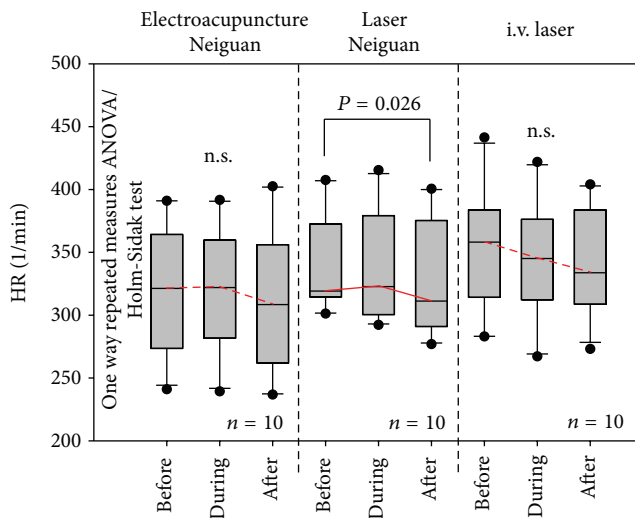 Electroacupuncture
Neiguan
Laser
Neiguan
i.v. laser
HR (1/min)
500
450
400
350
300
250
200
One way repeated measures ANOVA/
Holm-Sidak test
n.s.
P = 0.026
n.s.
n = 10
n = 10
n = 10
Before
During
After
Before
During
After
Before
During
After